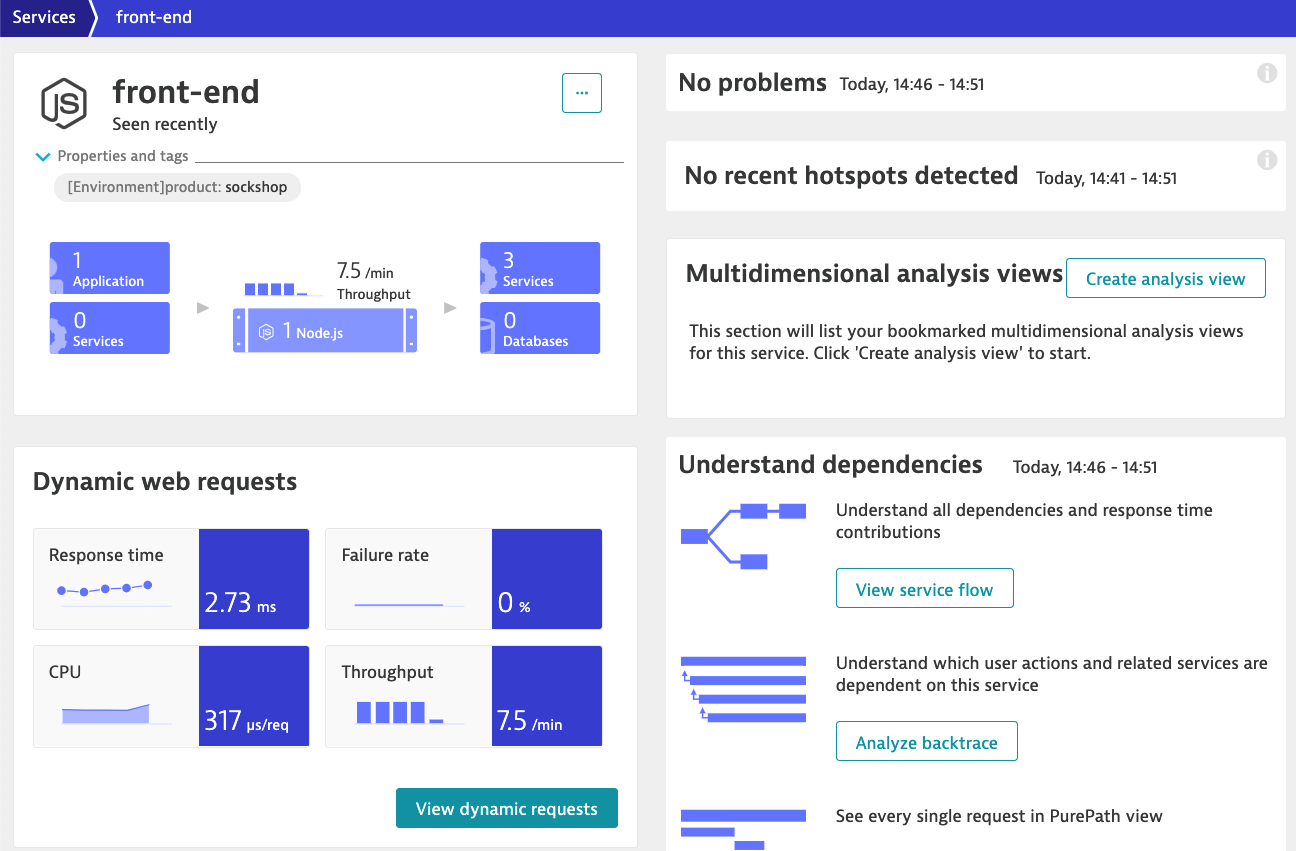 Services
front-end
JS
front-end
Seen recently
...
Properties and tags
[Environment]product: sockshop
1
Application
0
Services
7.5 /min
Throughput
JS 1 Node.js
3
Services
0
Databases
Dynamic web requests
Response time
2.73 ms
Failure rate
0 %
CPU
317 µs/req
Throughput
7.5 /min
View dynamic requests
No problems Today, 14:46 - 14:51
i
No recent hotspots detected Today, 14:41 - 14:51
i
Multidimensional analysis views
Create analysis view
This section will list your bookmarked multidimensional analysis views
for this service. Click 'Create analysis view' to start.
Understand dependencies Today, 14:46 - 14:51
Understand all dependencies and response time
contributions
View service flow
Understand which user actions and related services are
dependent on this service
Analyze backtrace
See every single request in PurePath view